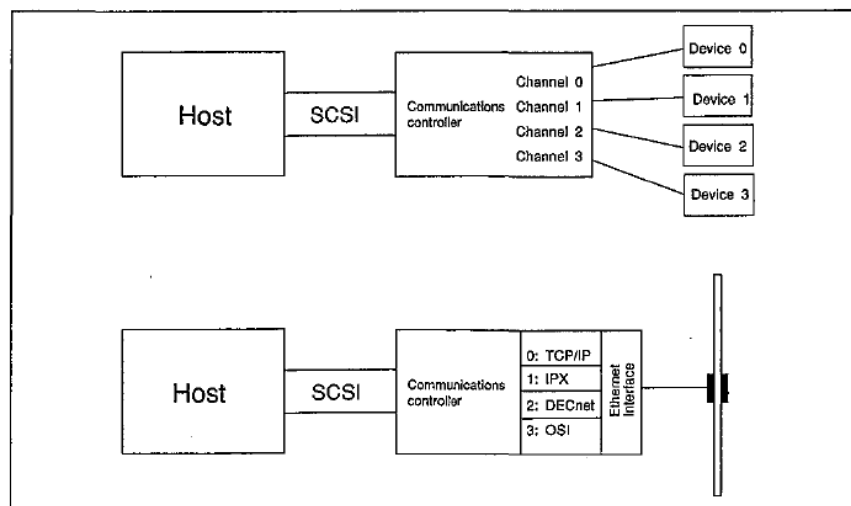 Host
SCSI
Communications
controller
Channel 0
Channel 1
Channel 2
Channel 3
Device 0
Device 1
Device 2
Device 3
Host
SCSI
Communications
controller
0: TCP/IP
1: IPX
2: DECnet
3: OSI
Ethernet
Interface